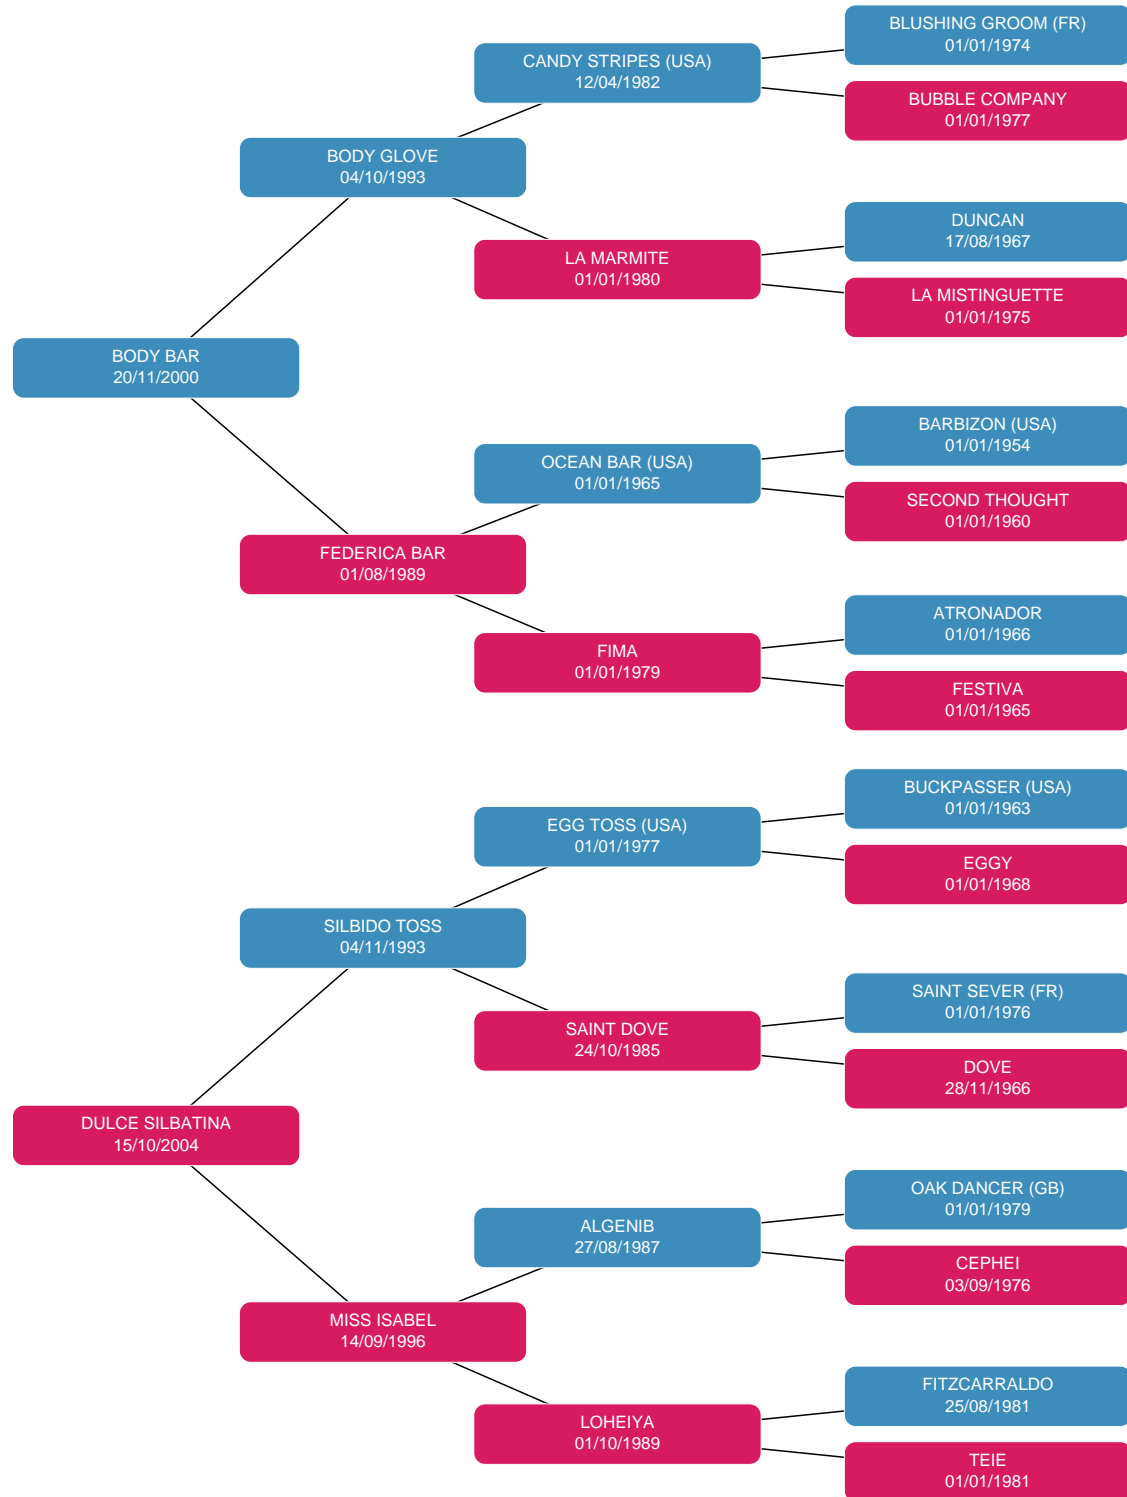 BLUSHING GROOM (FR)
01/01/1974
CANDY STRIPES (USA)
12/04/1982
BUBBLE COMPANY
01/01/1977
BODY GLOVE
04/10/1993
DUNCAN
17/08/1967
LA MARMITE
01/01/1980
LA MISTINGUETTE
01/01/1975
BODY BAR
20/11/2000
BARBIZON (USA)
01/01/1954
OCEAN BAR (USA)
01/01/1965
SECOND THOUGHT
01/01/1960
FEDERICA BAR
01/08/1989
ATRONADOR
01/01/1966
FIMA
01/01/1979
FESTIVA
01/01/1965
BUCKPASSER (USA)
01/01/1963
EGG TOSS (USA)
01/01/1977
EGGY
01/01/1968
SILBIDO TOSS
04/11/1993
SAINT SEVER (FR)
01/01/1976
SAINT DOVE
24/10/1985
DOVE
28/11/1966
DULCE SILBATINA
15/10/2004
OAK DANCER (GB)
01/01/1979
ALGENIB
27/08/1987
CEPHEI
03/09/1976
MISS ISABEL
14/09/1996
FITZCARRALDO
25/08/1981
LOHEIYA
01/10/1989
TEIE
01/01/1981